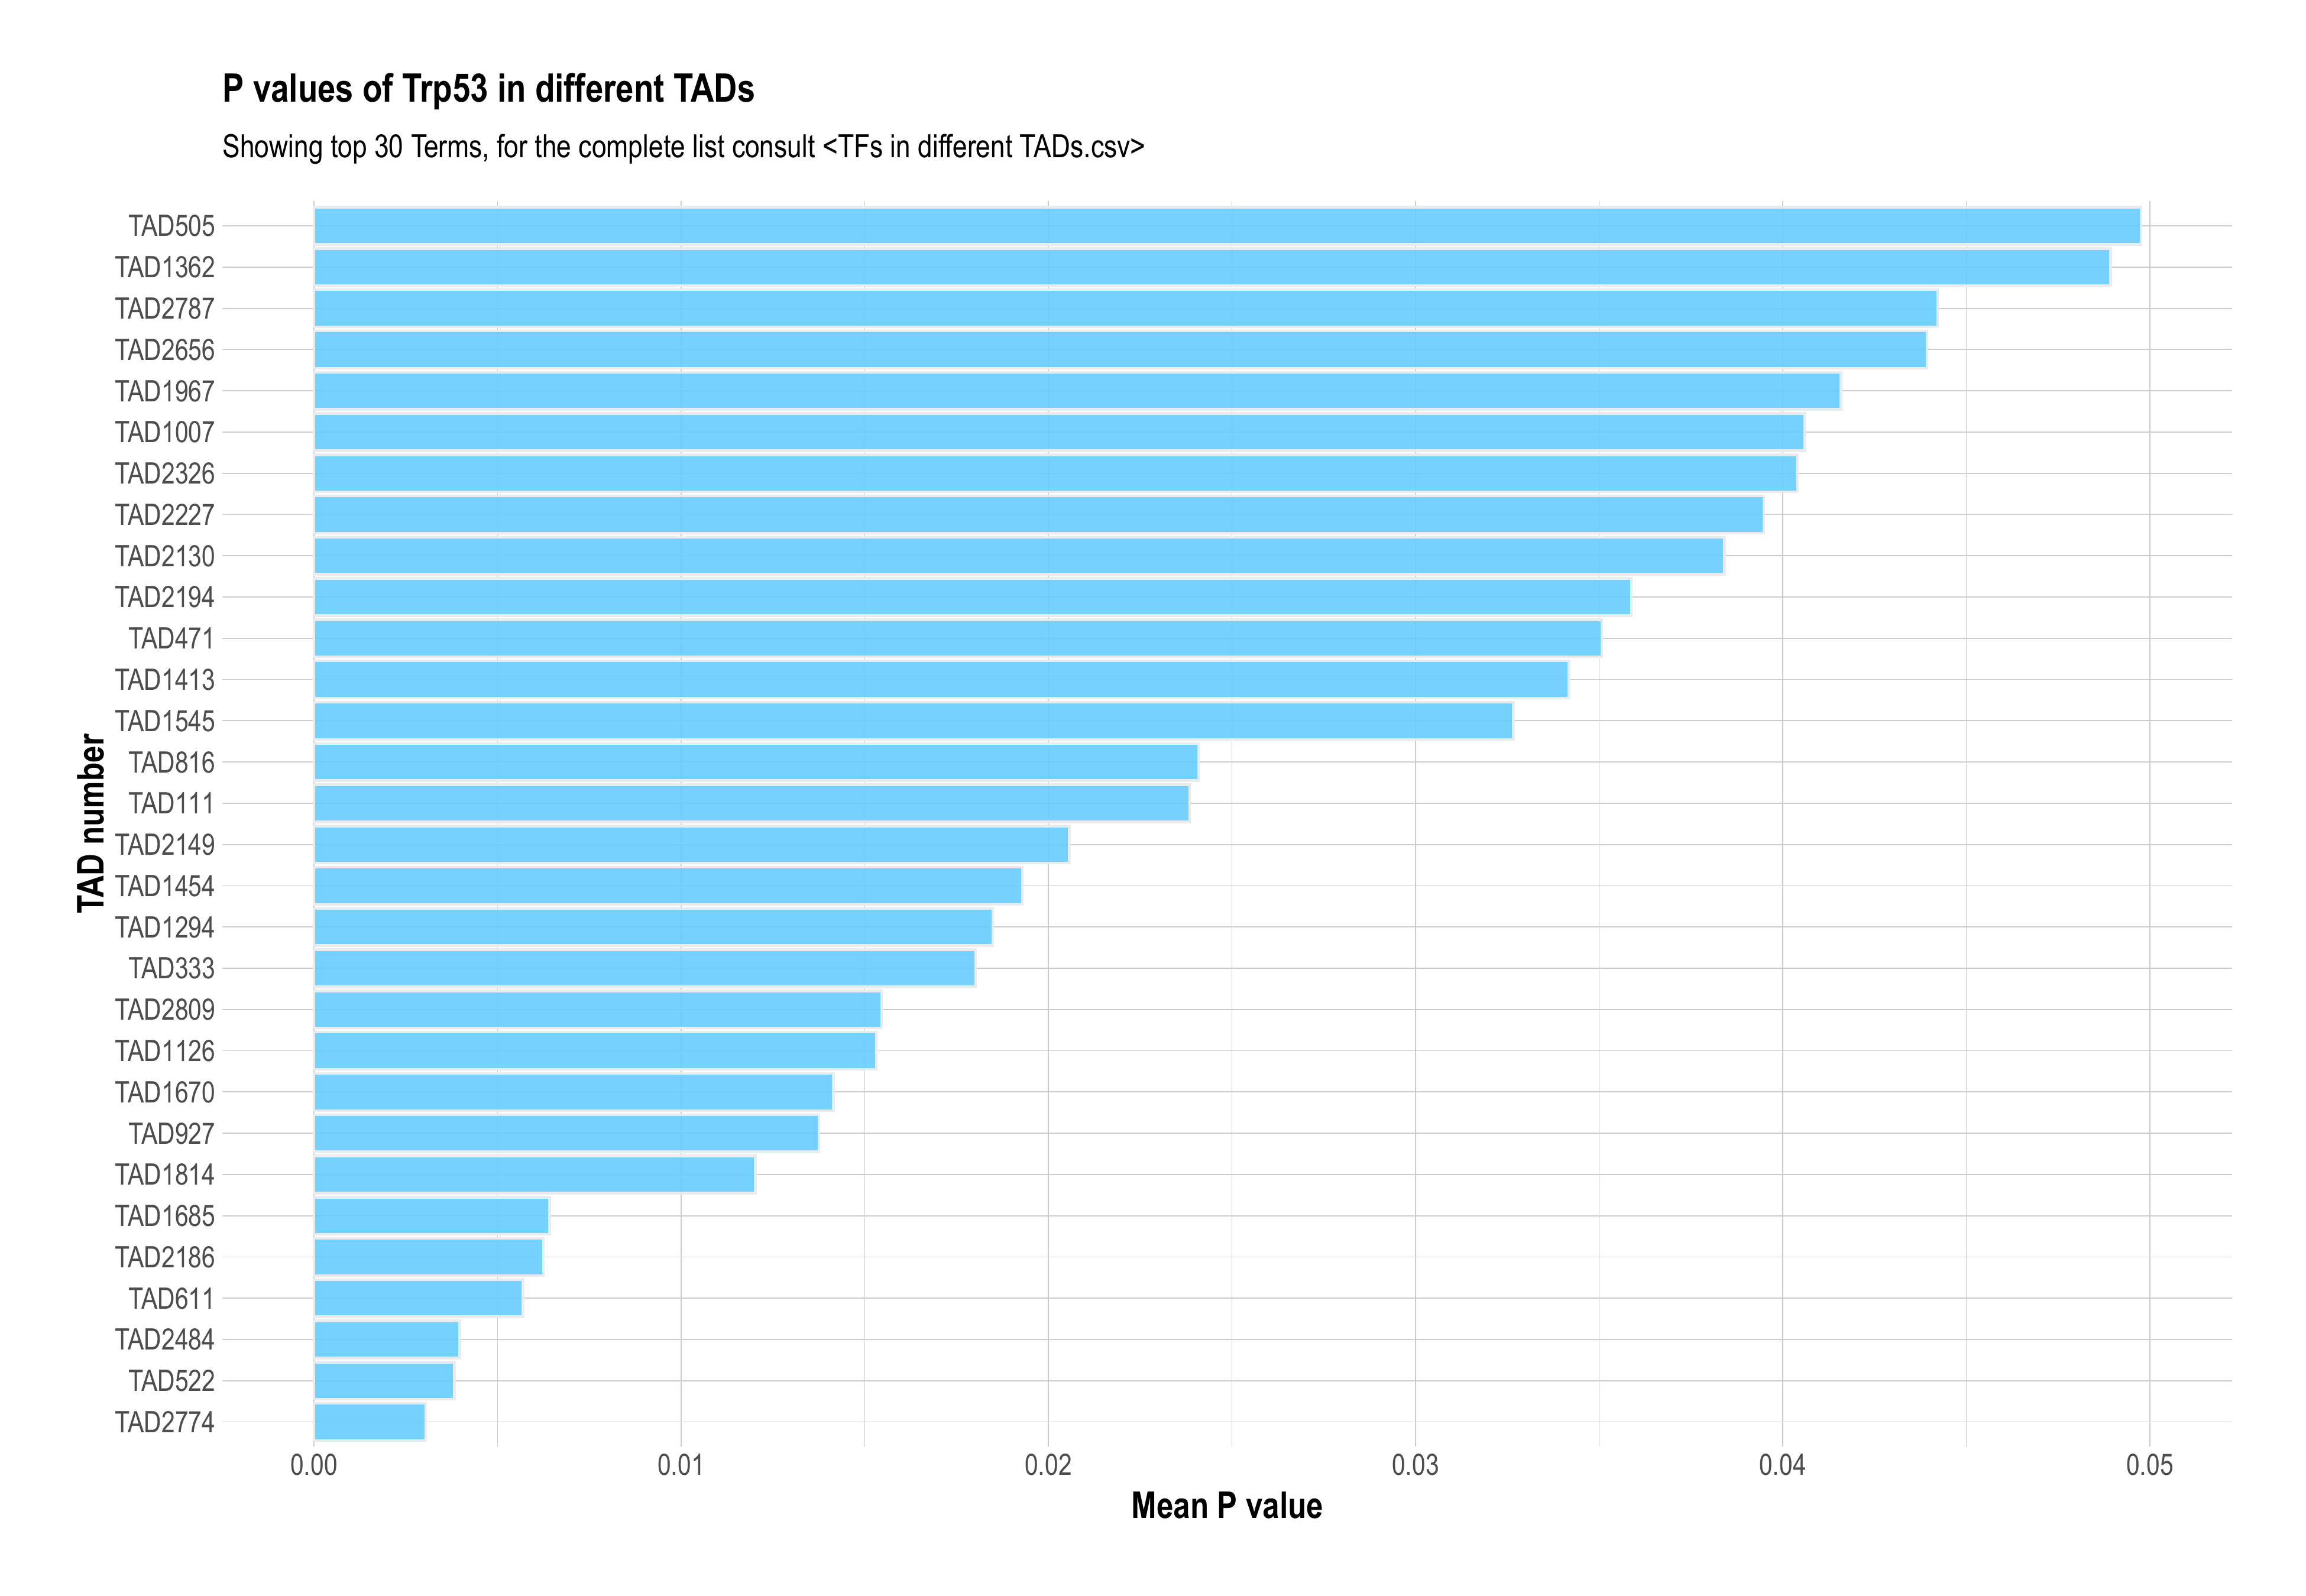 P values of Trp53 in different TADs
Showing top 30 Terms, for the complete list consult <TFs in different TADs.csv>
TAD number
TAD505
TAD1362
TAD2787
TAD2656
TAD1967
TAD1007
TAD2326
TAD2227
TAD2130
TAD2194
TAD471
TAD1413
TAD1545
TAD816
TAD111
TAD2149
TAD1454
TAD1294
TAD333
TAD2809
TAD1126
TAD1670
TAD927
TAD1814
TAD1685
TAD2186
TAD611
TAD2484
TAD522
TAD2774
0.00 0.01 0.02 0.03 0.04 0.05
Mean P value